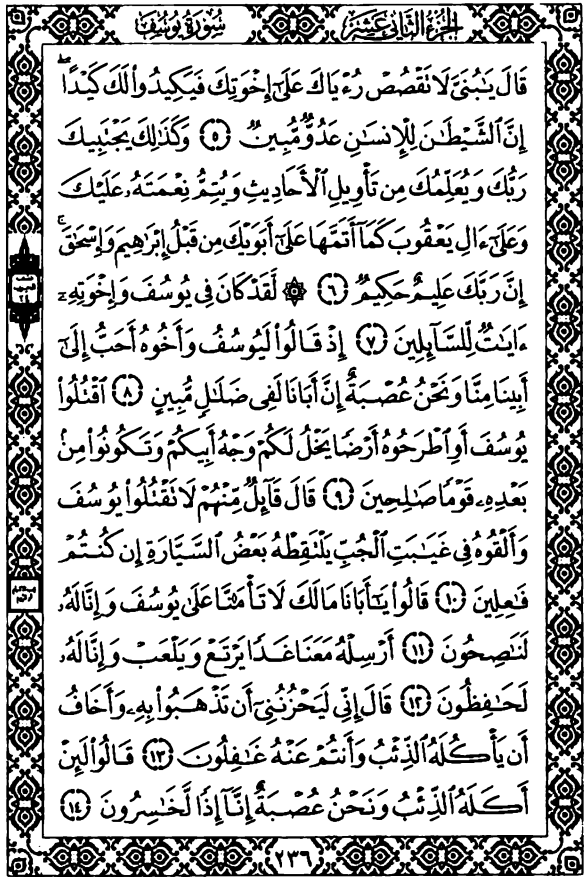 الجزء الثاني عشر
سورة يوسف
قَالَ يَٰبُنَىَّ لَا تَقْصُصْ رُءْيَاكَ عَلَىٰٓ إِخْوَتِكَ فَيَكِيدُوا۟ لَكَ كَيْدًا ۖ
إِنَّ ٱلشَّيْطَٰنَ لِلْإِنسَٰنِ عَدُوٌّ مُّبِينٌ ٥ وَكَذَٰلِكَ يَجْتَبِيكَ
رَبُّكَ وَيُعَلِّمُكَ مِن تَأْوِيلِ ٱلْأَحَادِيثِ وَيُتِمُّ نِعْمَتَهُۥ عَلَيْكَ
وَعَلَىٰٓ ءَالِ يَعْقُوبَ كَمَآ أَتَمَّهَا عَلَىٰٓ أَبَوَيْكَ مِن قَبْلُ إِبْرَٰهِيمَ وَإِسْحَٰقَ ۚ
إِنَّ رَبَّكَ عَلِيمٌ حَكِيمٌ ٦ ۞ لَّقَدْ كَانَ فِى يُوسُفَ وَإِخْوَتِهِۦٓ
ءَايَٰتٌ لِّلسَّآئِلِينَ ٧ إِذْ قَالُوا۟ لَيُوسُفُ وَأَخُوهُ أَحَبُّ إِلَىٰٓ
أَبِينَا مِنَّا وَنَحْنُ عُصْبَةٌ إِنَّ أَبَانَا لَفِى ضَلَٰلٍ مُّبِينٍ ٨ ٱقْتُلُوا۟
يُوسُفَ أَوِ ٱطْرَحُوهُ أَرْضًا يَخْلُ لَكُمْ وَجْهُ أَبِيكُمْ وَتَكُونُوا۟ مِنۢ
بَعْدِهِۦ قَوْمًا صَٰلِحِينَ ٩ قَالَ قَآئِلٌ مِّنْهُمْ لَا تَقْتُلُوا۟ يُوسُفَ
وَأَلْقُوهُ فِى غَيَٰبَتِ ٱلْجُبِّ يَلْتَقِطْهُ بَعْضُ ٱلسَّيَّارَةِ إِن كُنتُمْ
فَٰعِلِينَ ١٠ قَالُوا۟ يَٰٓأَبَانَا مَا لَكَ لَا تَأْمَ۫نَّا عَلَىٰ يُوسُفَ وَإِنَّا لَهُۥ
لَنَٰصِحُونَ ١١ أَرْسِلْهُ مَعَنَا غَدًا يَرْتَعْ وَيَلْعَبْ وَإِنَّا لَهُۥ
لَحَٰفِظُونَ ١٢ قَالَ إِنِّى لَيَحْزُنُنِىٓ أَن تَذْهَبُوا۟ بِهِۦ وَأَخَافُ
أَن يَأْكُلَهُ ٱلذِّئْبُ وَأَنتُمْ عَنْهُ غَٰفِلُونَ ١٣ قَالُوا۟ لَئِنْ
أَكَلَهُ ٱلذِّئْبُ وَنَحْنُ عُصْبَةٌ إِنَّآ إِذًا لَّخَٰسِرُونَ ١٤
٢٣٦